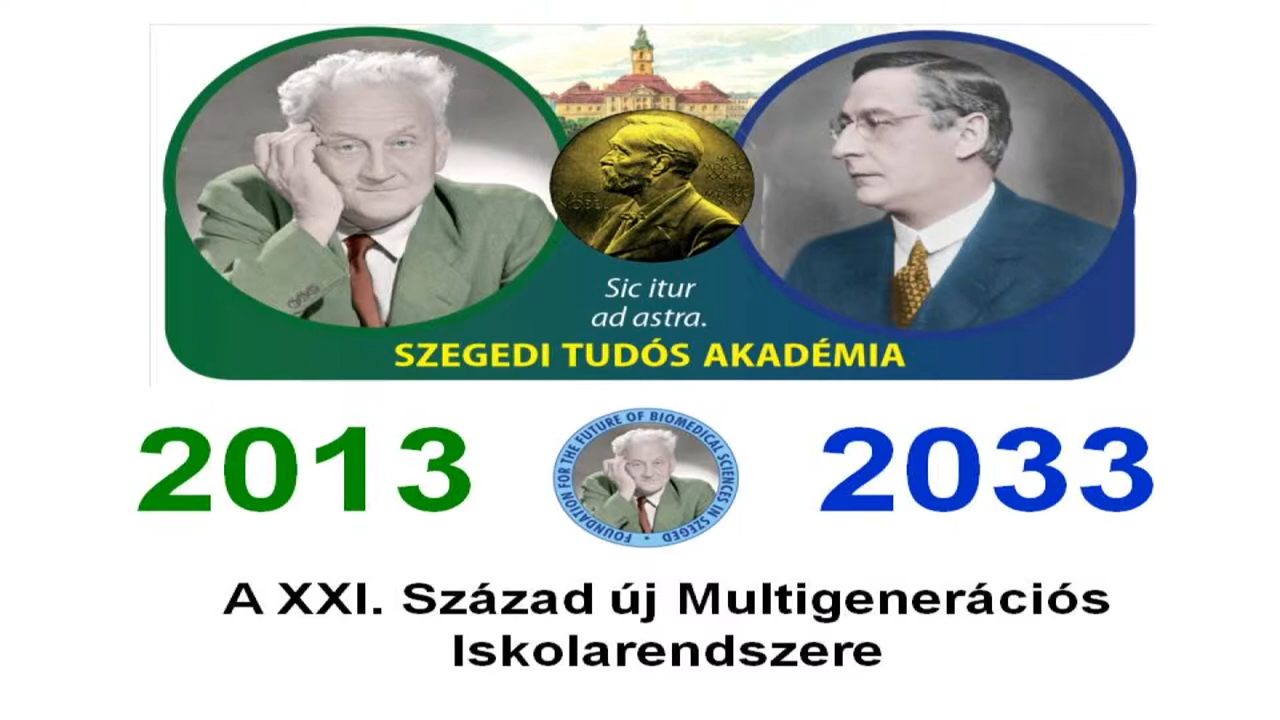 Sic itur
ad astra.
SZEGEDI TUDÓS AKADÉMIA
2013
FOUNDATION FOR THE FUTURE OF BIOMEDICAL SCIENCES IN SZEGED •
2033
A XXI. Század új Multigenerációs
Iskolarendszere